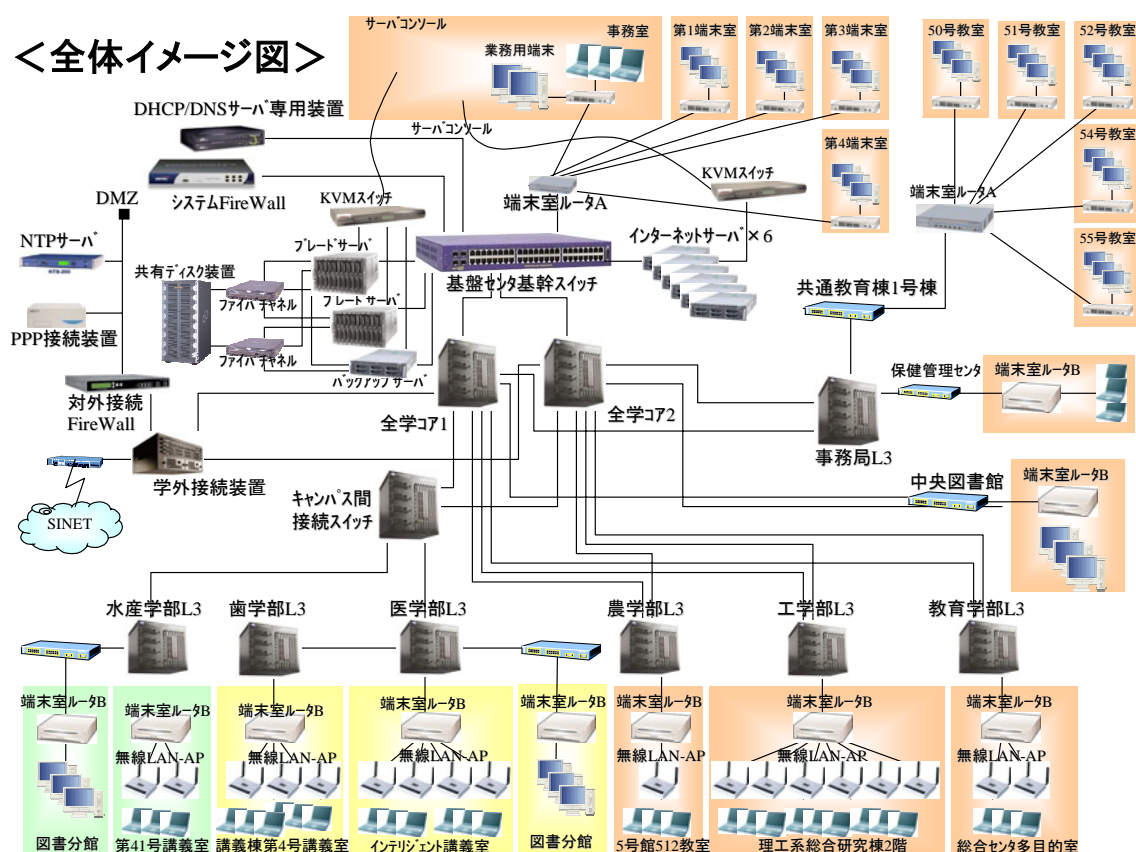 ＜全体イメージ図＞
サーバコンソール
事務室
業務用端末
第1端末室
第2端末室
第3端末室
50号教室
51号教室
52号教室
DHCP/DNSサーバ専用装置
サーバコンソール
第4端末室
54号教室
システムFireWall
KVMスイッチ
KVMスイッチ
端末室ルータA
端末室ルータA
DMZ
NTPサーバ
ブレードサーバ
インターネットサーバ×6
55号教室
共有ディスク装置
ファイバチャネル
基盤センタ基幹スイッチ
共通教育棟1号棟
PPP接続装置
ブレードサーバ
ファイバチャネル
バックアップサーバ
保健管理センタ
端末室ルータB
対外接続
FireWall
全学コア1
全学コア2
事務局L3
学外接続装置
中央図書館
端末室ルータB
キャンパス間
接続スイッチ
SINET
水産学部L3
歯学部L3
医学部L3
農学部L3
工学部L3
教育学部L3
端末室ルータB
端末室ルータB
端末室ルータB
端末室ルータB
端末室ルータB
端末室ルータB
端末室ルータB
端末室ルータB
無線LAN-AP
無線LAN-AP
無線LAN-AP
無線LAN-AP
無線LAN-AP
無線LAN-AP
図書分館
第41号講義室
講義棟第4号講義室
インテリジェント講義室
図書分館
5号館512教室
理工系総合研究棟2階
総合センタ多目的室